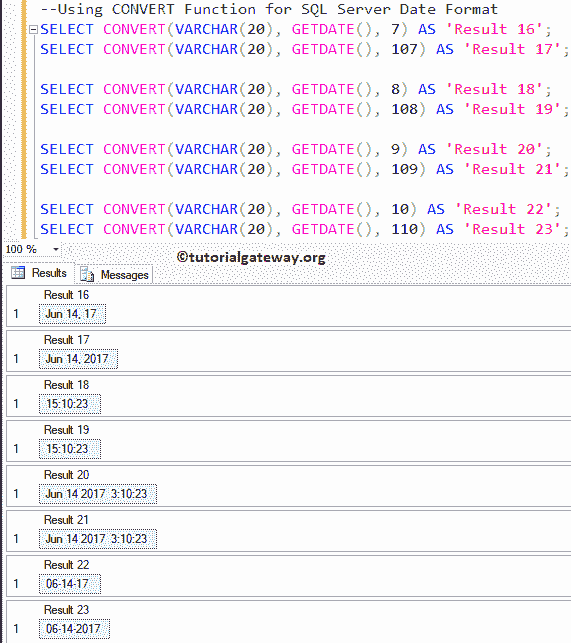 --Using CONVERT Function for SQL Server Date Format
SELECT CONVERT(VARCHAR(20), GETDATE(), 7) AS 'Result 16';
SELECT CONVERT(VARCHAR(20), GETDATE(), 107) AS 'Result 17';
SELECT CONVERT(VARCHAR(20), GETDATE(), 8) AS 'Result 18';
SELECT CONVERT(VARCHAR(20), GETDATE(), 108) AS 'Result 19';
SELECT CONVERT(VARCHAR(20), GETDATE(), 9) AS 'Result 20';
SELECT CONVERT(VARCHAR(20), GETDATE(), 109) AS 'Result 21';
SELECT CONVERT(VARCHAR(20), GETDATE(), 10) AS 'Result 22';
SELECT CONVERT(VARCHAR(20), GETDATE(), 110) AS 'Result 23';
100 %
©tutorialgateway.org
Results Messages
Result 16
1 Jun 14, 17
Result 17
1 Jun 14, 2017
Result 18
1 15:10:23
Result 19
1 15:10:23
Result 20
1 Jun 14 2017 3:10:23
Result 21
1 Jun 14 2017 3:10:23
Result 22
1 06-14-17
Result 23
1 06-14-2017